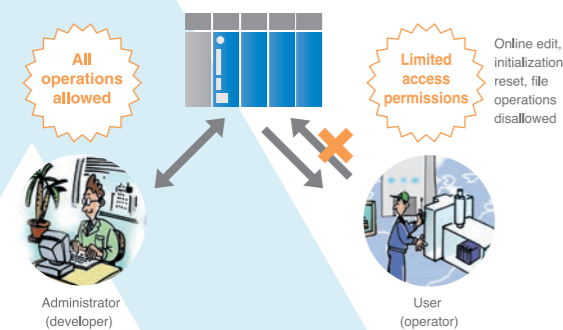 All
operations
allowed
Limited
access
permissions
Online edit,
initialization
reset, file
operations
disallowed
Administrator
(developer)
User
(operator)